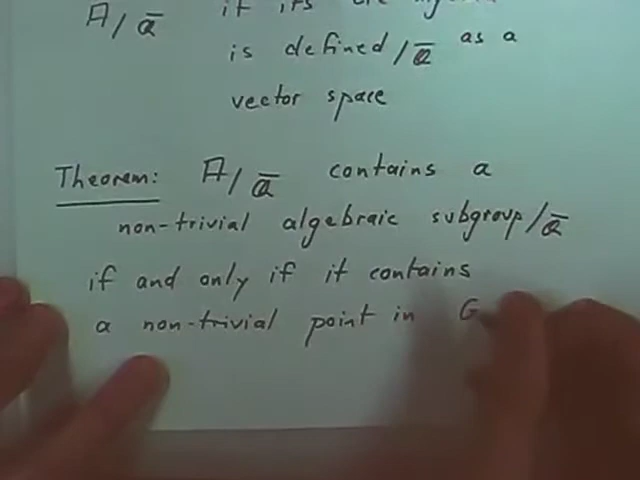 A/Q̅
is defined/Q̅ as a
vector space
Theorem: A/Q̅ contains a
non-trivial algebraic subgroup/Q̅
if and only if it contains
a non-trivial point in G